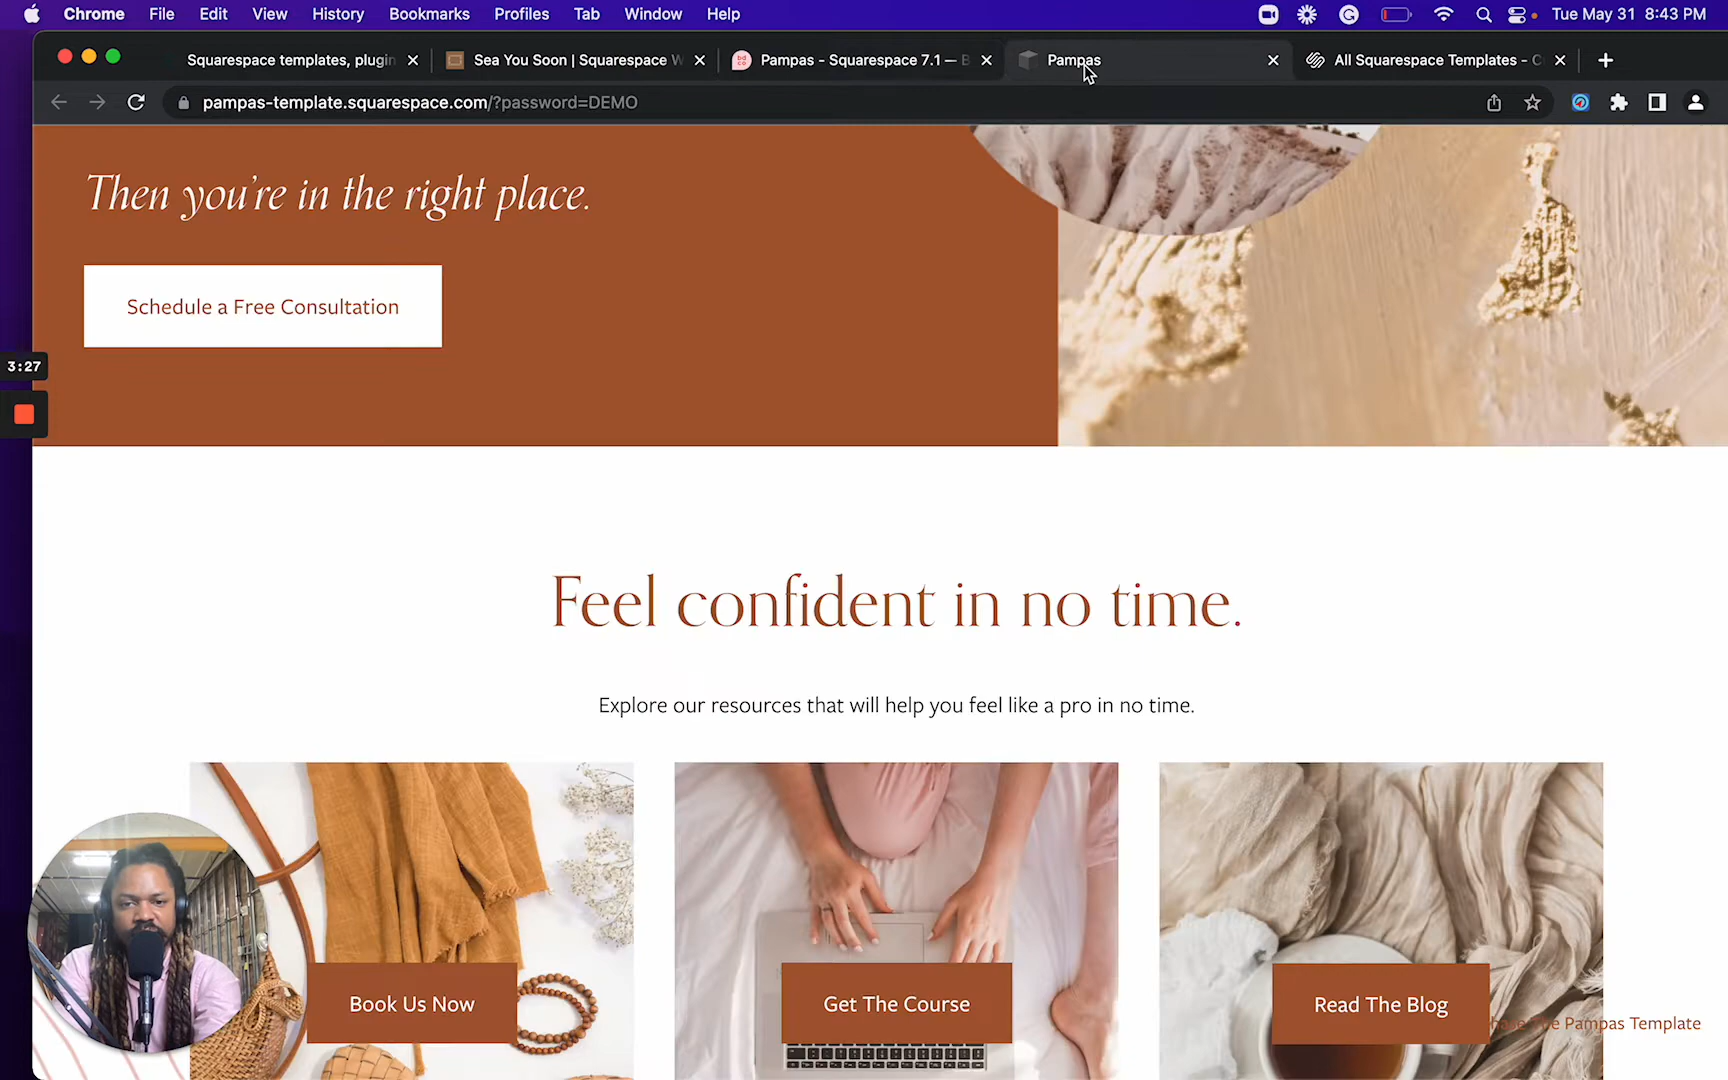 Chrome File Edit View History Bookmarks Profiles Tab Window Help Tue May 31 8:43 PM
Squarespace templates, plugin Sea You Soon | Squarespace W Pampas - Squarespace 7.1 — B Pampas All Squarespace Templates - C
pampas-template.squarespace.com/?password=DEMO
Then you're in the right place.
Schedule a Free Consultation
3:27
Feel confident in no time.
Explore our resources that will help you feel like a pro in no time.
Book Us Now
Get The Course
Read The Blog
Pampas Template